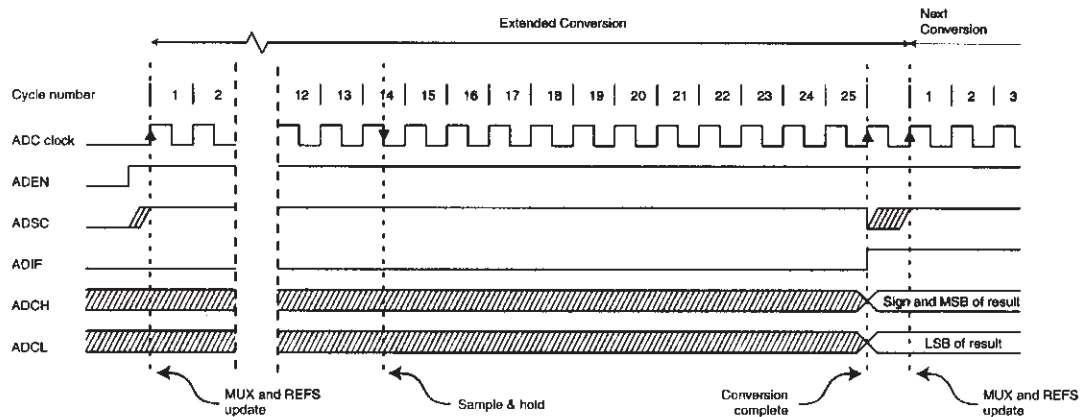 Extended Conversion
Next
Conversion
Cycle number 1 2 12 13 14 15 16 17 18 19 20 21 22 23 24 25 1 2 3
ADC clock
ADEN
ADSC
ADIF
ADCH Sign and MSB of result
ADCL LSB of result
MUX and REFS
update
Sample & hold
Conversion
complete
MUX and REFS
update